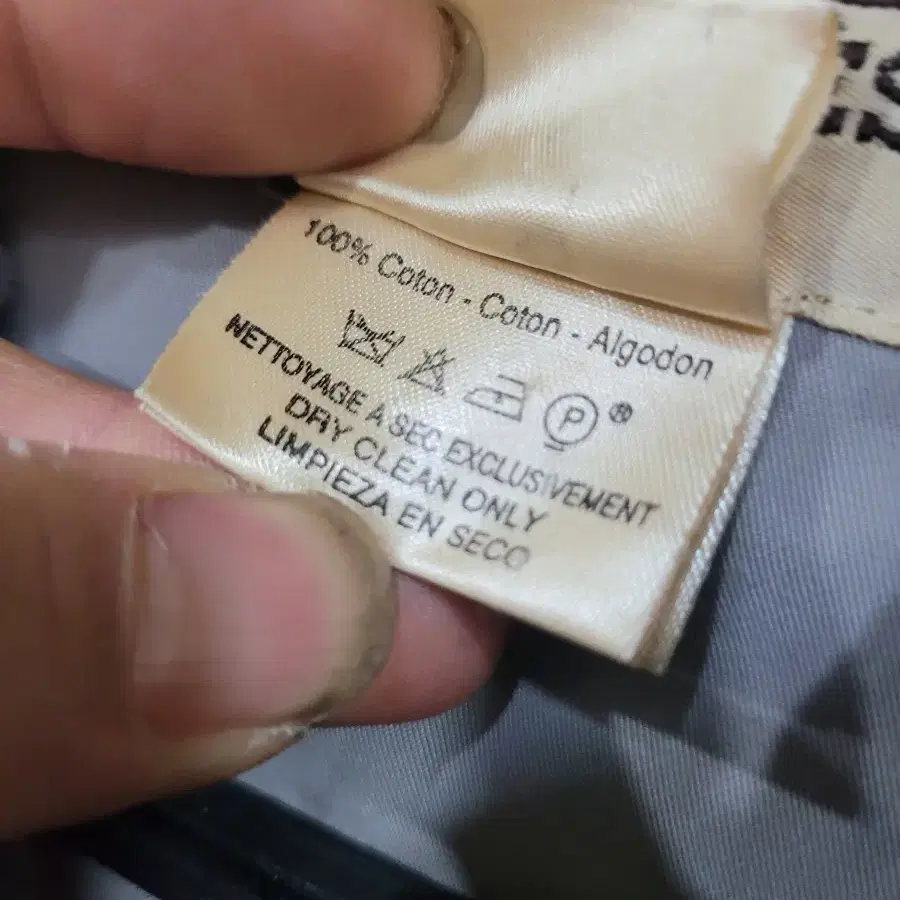 100% Coton - Coton - Algodon
P ®
NETTOYAGE A SEC EXCLUSIVEMENT
DRY CLEAN ONLY
LIMPIEZA EN SECO